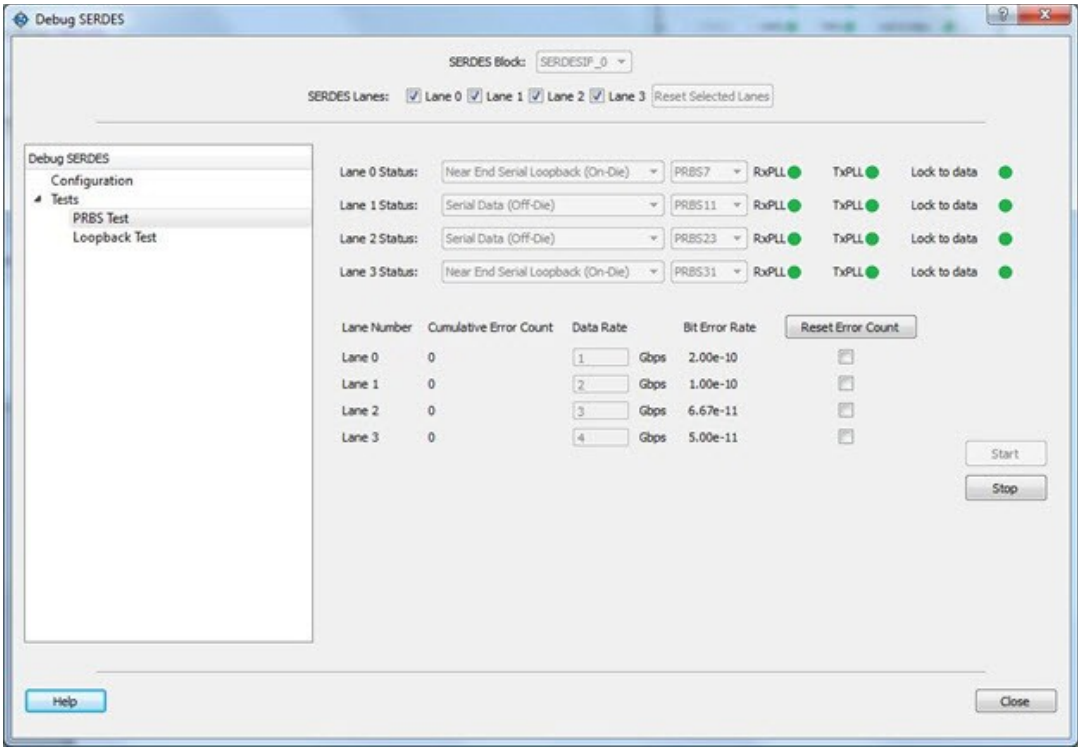 Debug SERDES
SERDES Block: SERDESIF_0
SERDES Lanes: Lane 0 Lane 1 Lane 2 Lane 3 Reset Selected Lanes
Debug SERDES
Configuration
Tests
PRBS Test
Loopback Test
Lane 0 Status: Near End Serial Loopback (On-Die) PRBS7 RxPLL TxPLL Lock to data
Lane 1 Status: Serial Data (Off-Die) PRBS11 RxPLL TxPLL Lock to data
Lane 2 Status: Serial Data (Off-Die) PRBS23 RxPLL TxPLL Lock to data
Lane 3 Status: Near End Serial Loopback (On-Die) PRBS31 RxPLL TxPLL Lock to data
Lane Number Cumulative Error Count Data Rate Bit Error Rate Reset Error Count
Lane 0 0 1 Gbps 2.00e-10
Lane 1 0 2 Gbps 1.00e-10
Lane 2 0 3 Gbps 6.67e-11
Lane 3 0 4 Gbps 5.00e-11
Start
Stop
Help Close